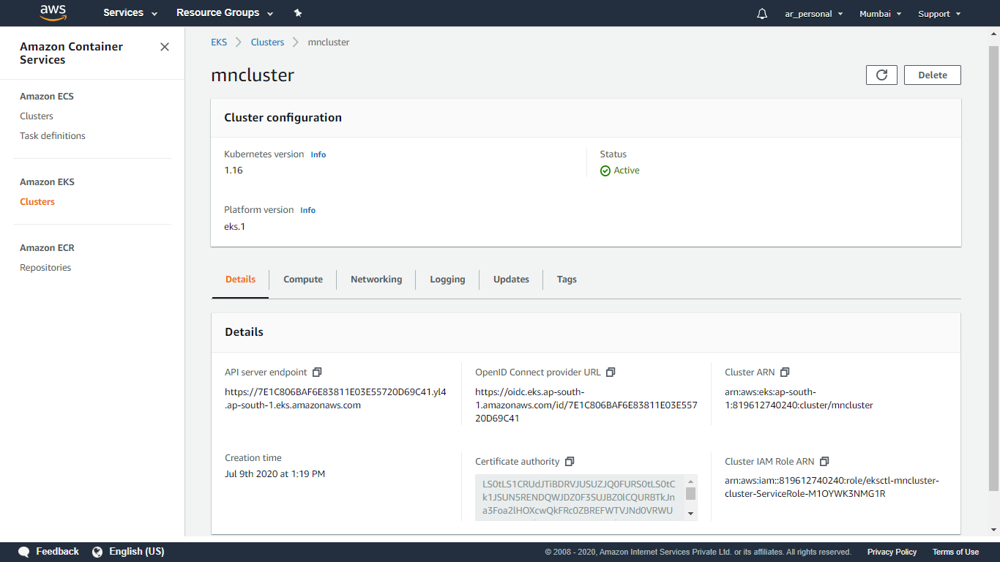 aws
Services
Resource Groups
ar_personal
Mumbai
Support
Amazon Container
Services
Amazon ECS
Clusters
Task definitions
Amazon EKS
Clusters
Amazon ECR
Repositories
EKS
Clusters
mncluster
mncluster
Delete
Cluster configuration
Kubernetes version Info
1.16
Status
Active
Platform version Info
eks.1
Details
Compute
Networking
Logging
Updates
Tags
Details
API server endpoint
https://7E1C806BAF6E83811E03E55720D69C41.yl4
.ap-south-1.eks.amazonaws.com
OpenID Connect provider URL
https://oidc.eks.ap-south-
1.amazonaws.com/id/7E1C806BAF6E83811E03E557
20D69C41
Cluster ARN
arn:aws:eks:ap-south-
1:819612740240:cluster/mncluster
Creation time
Jul 9th 2020 at 1:19 PM
Certificate authority
LS0tLS1CRUdJTiBDRVJUSUZJQ0FURS0tLS0tC
k1JSUN5RENDQWJDZ0F3SUJBZ0lCQURBTkJn
a3Foa2lHOXcwQkFRc0ZBREFWTVJNd0VRWU
Cluster IAM Role ARN
arn:aws:iam::819612740240:role/eksctl-mncluster-
cluster-ServiceRole-M1OYWK3NMG1R
Feedback
English (US)
© 2008 - 2020, Amazon Internet Services Private Ltd. or its affiliates. All rights reserved.
Privacy Policy
Terms of Use